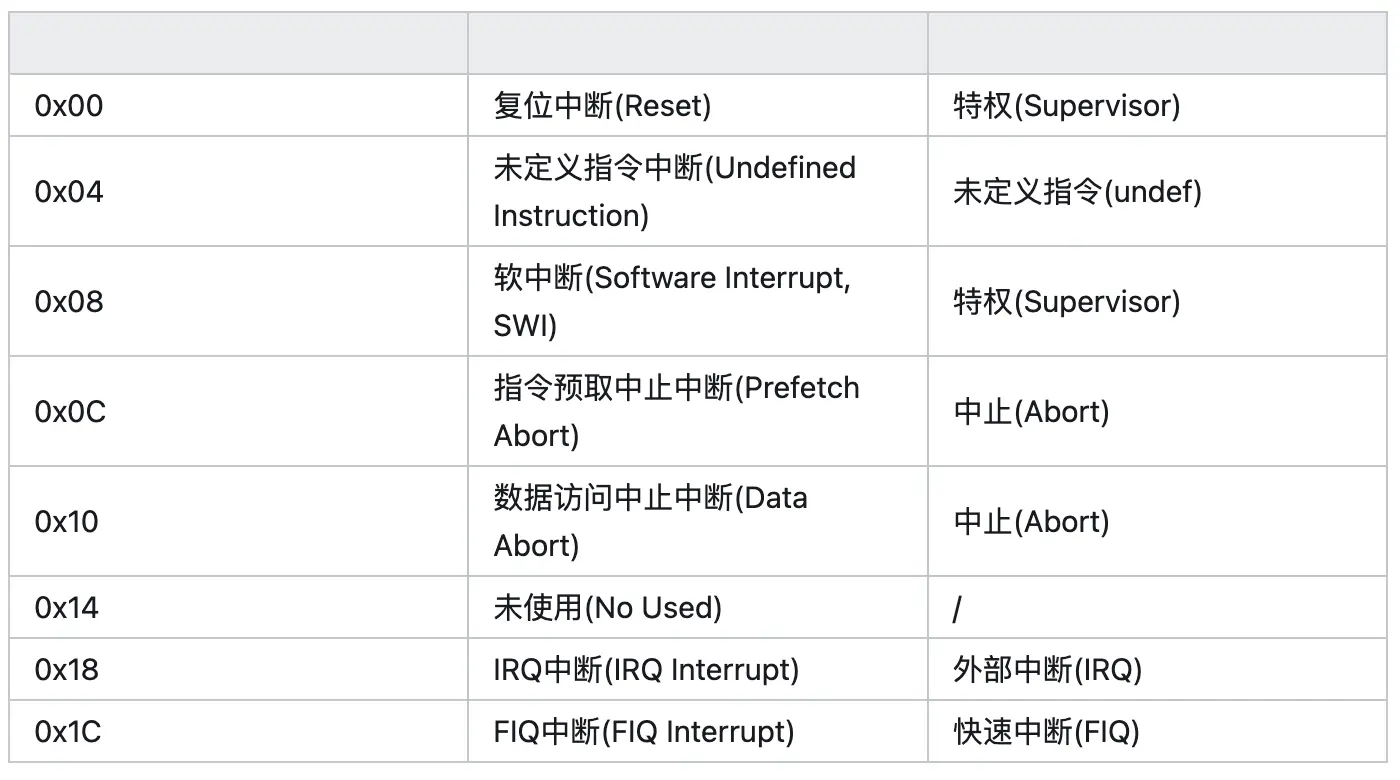 0x00
复位中断(Reset)
特权(Supervisor)
0x04
未定义指令中断(Undefined
Instruction)
未定义指令(undef)
0x08
软中断(Software Interrupt,
SWI)
特权(Supervisor)
0x0C
指令预取中止中断(Prefetch
Abort)
中止(Abort)
0x10
数据访问中止中断(Data
Abort)
中止(Abort)
0x14
未使用(No Used)
/
0x18
IRQ中断(IRQ Interrupt)
外部中断(IRQ)
0x1C
FIQ中断(FIQ Interrupt)
快速中断(FIQ)